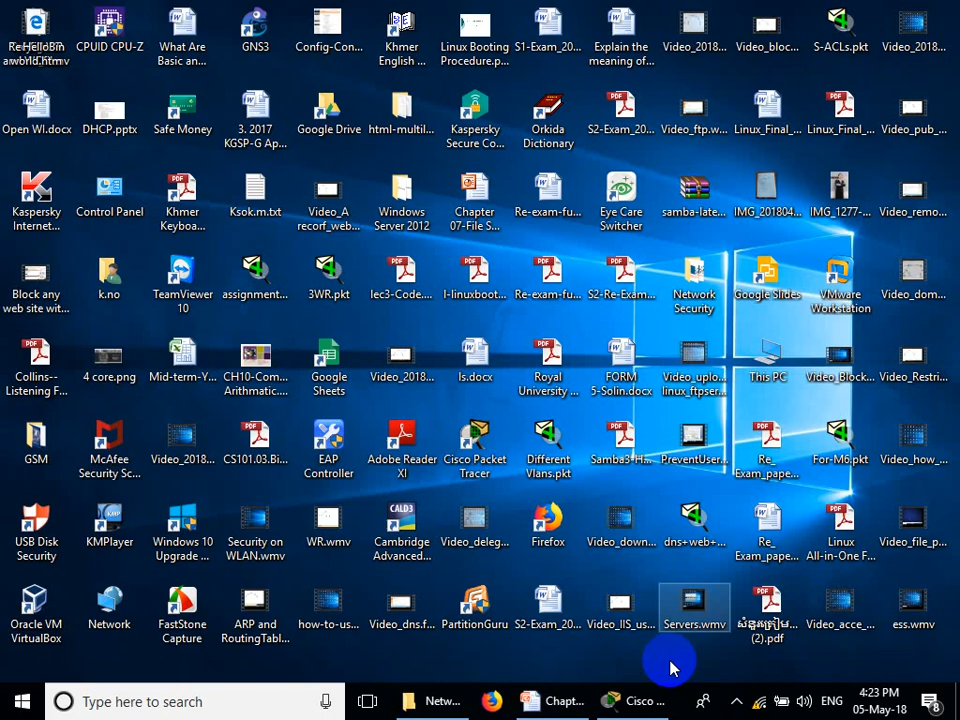 CPUID CPU-Z
What Are
Basic an...
GNS3
Config-Con...
Khmer
English ...
Linux Booting
Procedure.p...
S1-Exam_20...
Explain the
meaning of...
Video_2018...
Video_bloc...
S-ACLs.pkt
Video_2018...
Open WI.docx
DHCP.pptx
Safe Money
3. 2017
KGSP-G Ap...
Google Drive
html-multil...
Kaspersky
Secure Co...
Orkida
Dictionary
S2-Exam_20...
Video_ftp.w...
Linux_Final_...
Linux_Final_...
Video_pub_...
Kaspersky
Internet...
Control Panel
Khmer
Keyboa...
Ksok.m.txt
Video_A
recorf_web...
Windows
Server 2012
Chapter
07-File S...
Re-exam-fu...
Eye Care
Switcher
samba-late...
IMG_201804...
IMG_1277-...
Video_remo...
Block any
web site wit...
k.no
TeamViewer
10
assignment...
3WR.pkt
lec3-Code....
l-linuxboot...
Re-exam-fu...
S2-Re-Exam...
Network
Security
Google Slides
VMware
Workstation
Video_dom...
Collins--
Listening F...
4 core.png
Mid-term-Y...
CH10-Com...
Arithmatic....
Google
Sheets
Video_2018...
ls.docx
Royal
University ...
FORM
5-Solin.docx
Video_uplo...
linux_ftpser...
This PC
Video_Block...
Video_Restri...
GSM
McAfee
Security Sc...
Video_2018...
CS101.03.Bi...
EAP
Controller
Adobe Reader
XI
Cisco Packet
Tracer
Different
Vlans.pkt
Samba3-H...
PreventUser...
Re_
Exam_pape...
For-M6.pkt
Video_how_...
USB Disk
Security
KMPlayer
Windows 10
Upgrade ...
Security on
WLAN.wmv
WR.wmv
Cambridge
Advanced...
Video_deleg...
Firefox
Video_down...
dns+web+...
Re_
Exam_pape...
Linux
All-in-One F...
Video_file_p...
Oracle VM
VirtualBox
Network
FastStone
Capture
ARP and
RoutingTabl...
how-to-us...
Video_dns.f...
PartitionGuru
S2-Exam_20...
Video_IIS_us...
Servers.wmv
(2).pdf
Video_acce_...
ess.wmv
Type here to search
Netw...
Chapt...
Cisco ...
ENG
4:23 PM
05-May-18
8